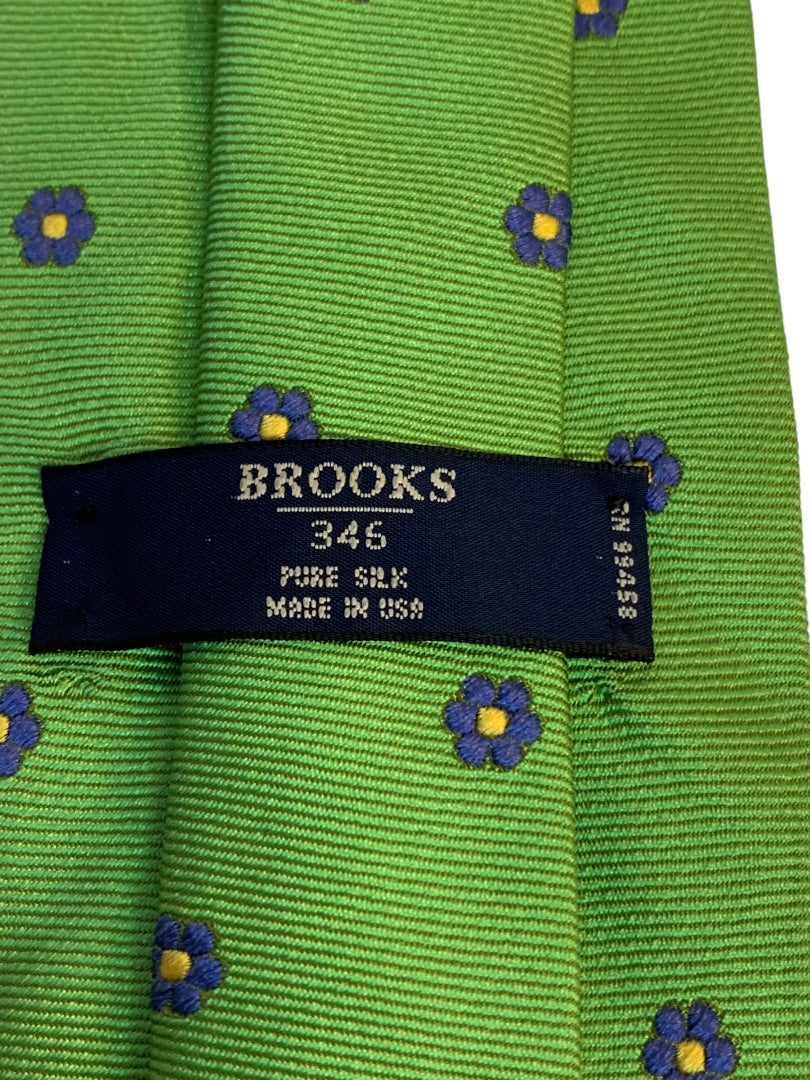 BROOKS
346
PURE SILK
MADE IN USA
RN 99458